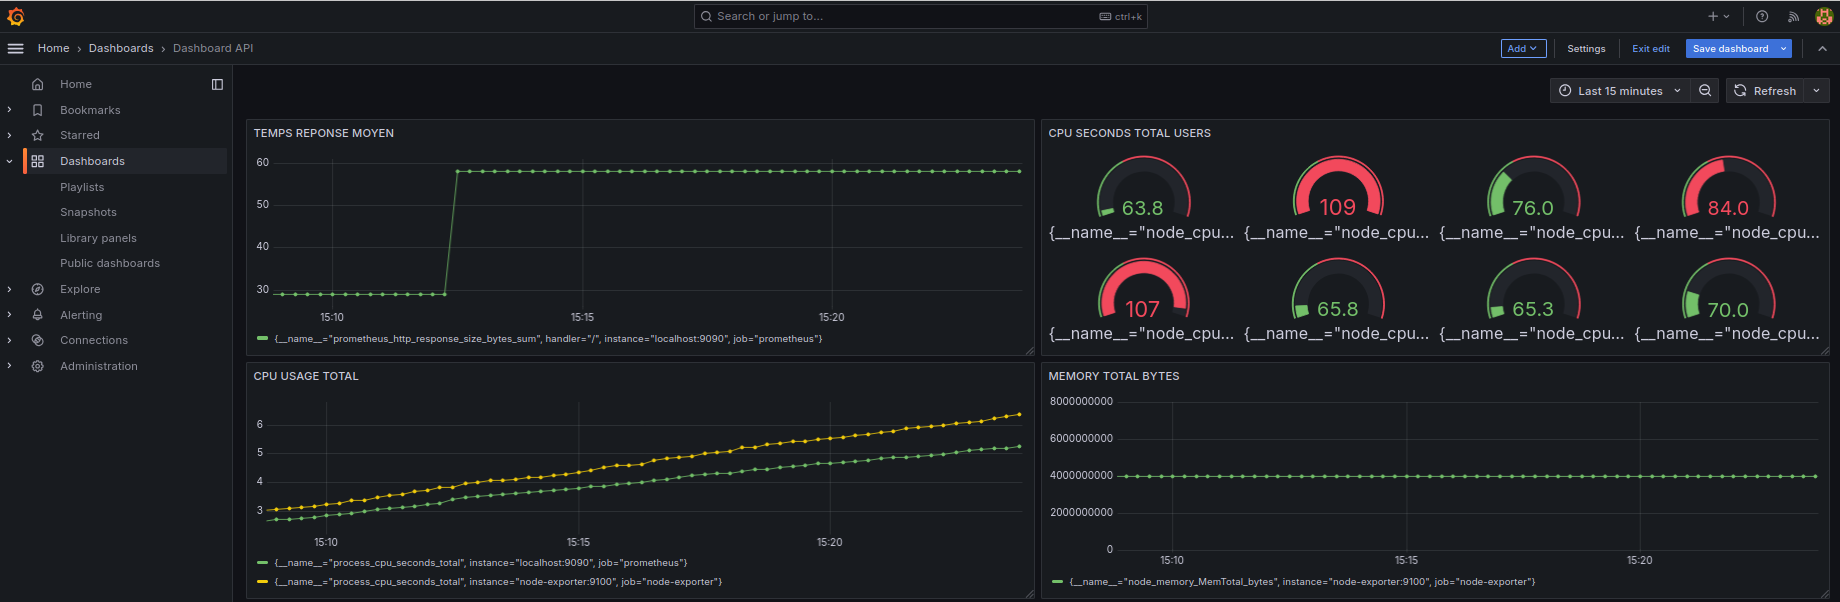 Search or jump to...
ctrl+k
Home › Dashboards › Dashboard API
Add
Settings
Exit edit
Save dashboard
Home
Bookmarks
Starred
Dashboards
Playlists
Snapshots
Library panels
Public dashboards
Explore
Alerting
Connections
Administration
Last 15 minutes
Refresh
TEMPS REPONSE MOYEN
60
50
40
30
15:10 15:15 15:20
{__name__="prometheus_http_response_size_bytes_sum", handler="/", instance="localhost:9090", job="prometheus"}
CPU SECONDS TOTAL USERS
63.8 109 76.0 84.0
{__name__="node_cpu... {__name__="node_cpu... {__name__="node_cpu... {__name__="node_cpu...
107 65.8 65.3 70.0
{__name__="node_cpu... {__name__="node_cpu... {__name__="node_cpu... {__name__="node_cpu...
CPU USAGE TOTAL
6
5
4
3
15:10 15:15 15:20
{__name__="process_cpu_seconds_total", instance="localhost:9090", job="prometheus"}
{__name__="process_cpu_seconds_total", instance="node-exporter:9100", job="node-exporter"}
MEMORY TOTAL BYTES
8000000000
6000000000
4000000000
2000000000
0
15:10 15:15 15:20
{__name__="node_memory_MemTotal_bytes", instance="node-exporter:9100", job="node-exporter"}